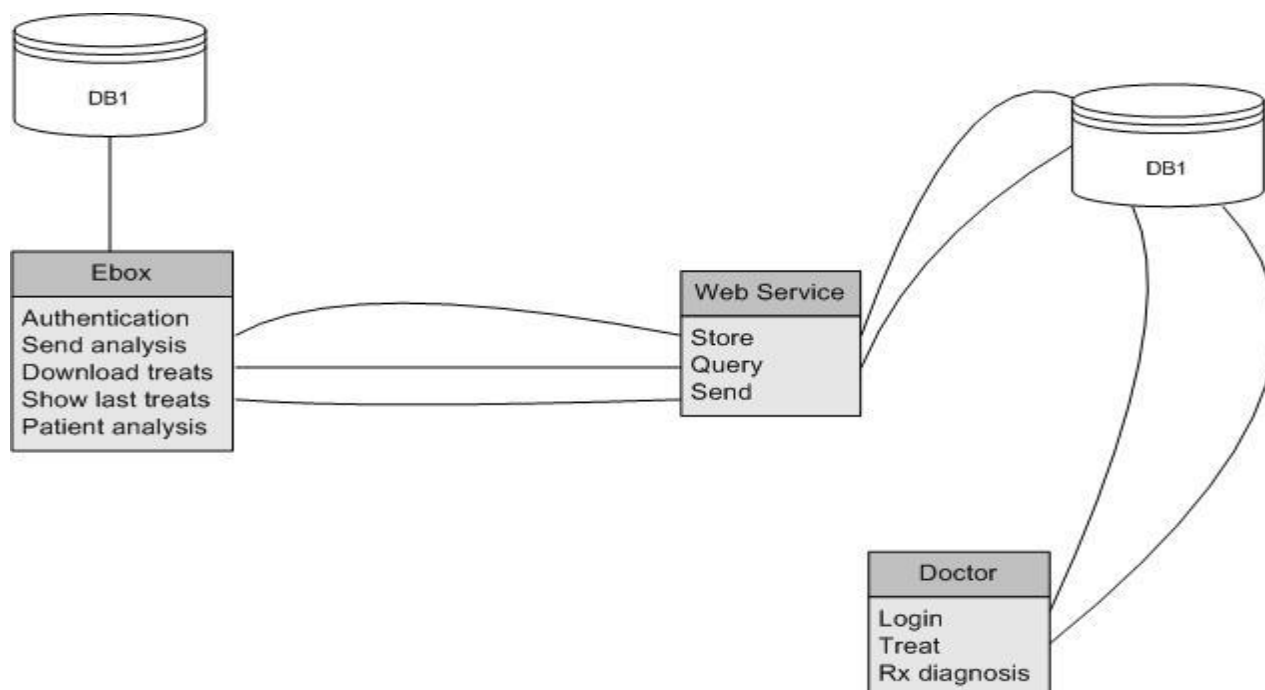 DB1
DB1
Ebox
Authentication
Send analysis
Download treats
Show last treats
Patient analysis
Web Service
Store
Query
Send
Doctor
Login
Treat
Rx diagnosis